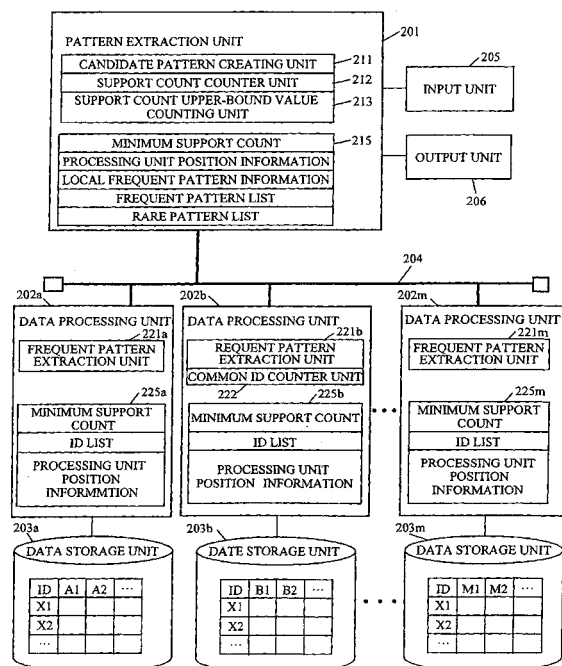 201
PATTERN EXTRACTION UNIT
CANDIDATE PATTERN CREATING UNIT
211
SUPPORT COUNT COUNTER UNIT
212
SUPPORT COUNT UPPER-BOUND VALUE
COUNTING UNIT
213
MINIMUM SUPPORT COUNT
215
PROCESSING UNIT POSITION INFORMATION
LOCAL FREQUENT PATTERN INFORMATION
FREQUENT PATTERN LIST
RARE PATTERN LIST
205
INPUT UNIT
OUTPUT UNIT
206
204
202a
DATA PROCESSING UNIT
221a
FREQUENT PATTERN
EXTRACTION UNIT
225a
MINIMUM SUPPORT
COUNT
ID LIST
PROCESSING UNIT
POSITION
INFORMMTION
202b
DATA PROCESSING UNIT
221b
REQUENT PATTERN
EXTRACTION UNIT
COMMON ID COUNTER UNIT
222
225b
MINIMUM SUPPORT COUNT
ID LIST
PROCESSING UNIT
POSITION INFORMATION
202m
DATA PROCESSING UNIT
221m
FREQUENT PATTERN
EXTRACTION UNIT
225m
MINIMUM SUPPORT
COUNT
ID LIST
PROCESSING UNIT
POSITION
INFORMATION
203a
DATA STORAGE UNIT
ID A1 A2 ...
X1
X2
...
203b
DATE STORAGE UNIT
ID B1 B2 ...
X1
X2
...
203m
DATA STORAGE UNIT
ID M1 M2 ...
X1
X2
...